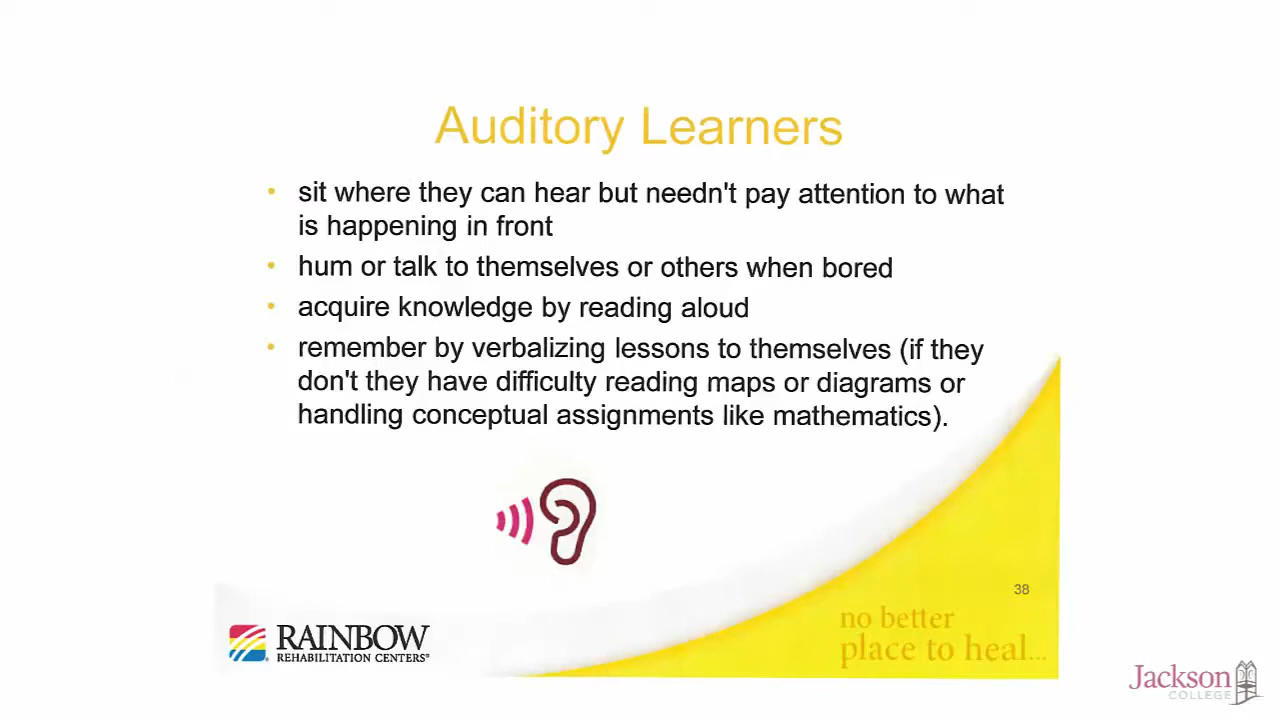 Auditory Learners
• sit where they can hear but needn't pay attention to what
is happening in front
• hum or talk to themselves or others when bored
• acquire knowledge by reading aloud
• remember by verbalizing lessons to themselves (if they
don't they have difficulty reading maps or diagrams or
handling conceptual assignments like mathematics).
38
no better
place to heal...
RAINBOW
REHABILITATION CENTERS®
Jackson
COLLEGE